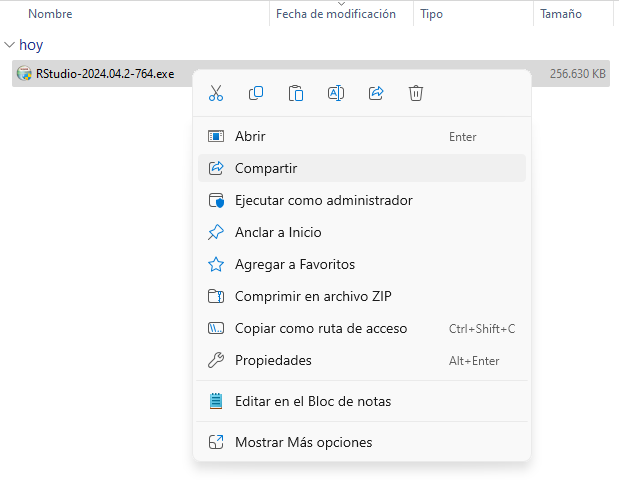 Nombre Fecha de modificación Tipo Tamaño
hoy
RStudio-2024.04.2-764.exe 256.630 KB
Abrir Enter
Compartir
Ejecutar como administrador
Anclar a Inicio
Agregar a Favoritos
Comprimir en archivo ZIP
Copiar como ruta de acceso Ctrl+Shift+C
Propiedades Alt+Enter
Editar en el Bloc de notas
Mostrar Más opciones